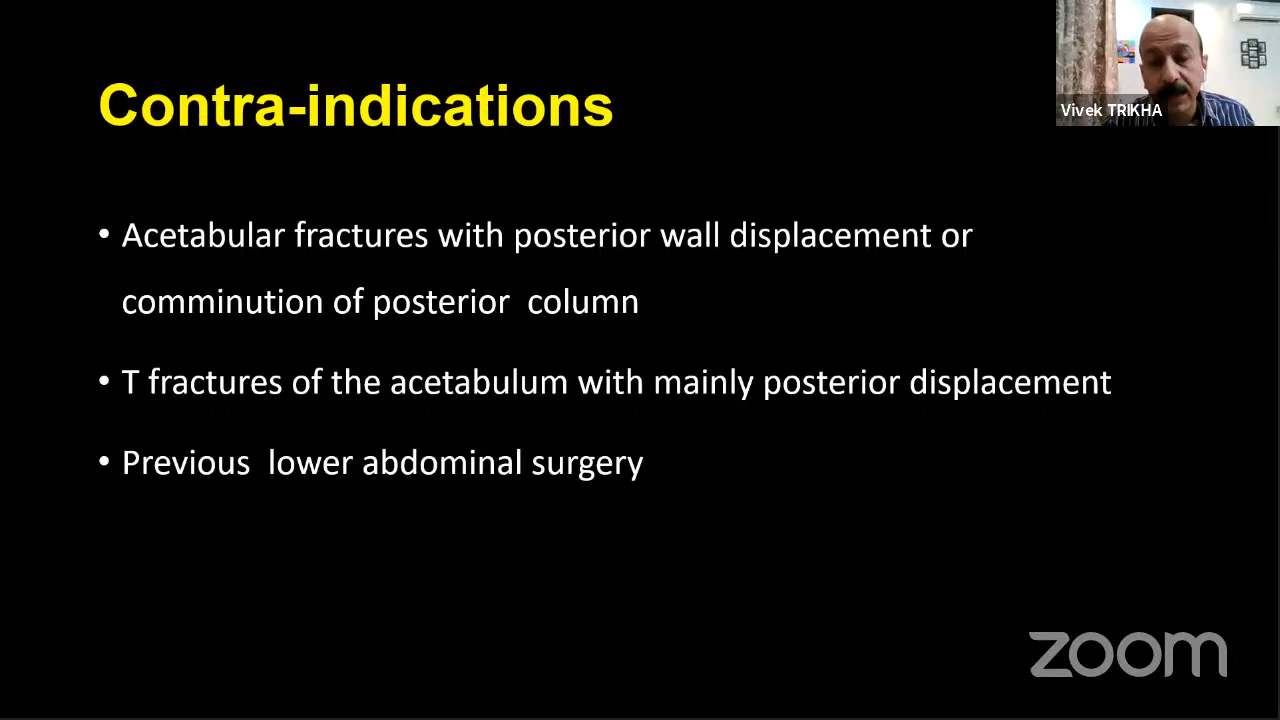 Contra-indications
Vivek TRIKHA
• Acetabular fractures with posterior wall displacement or
comminution of posterior column
• T fractures of the acetabulum with mainly posterior displacement
• Previous lower abdominal surgery
zoom